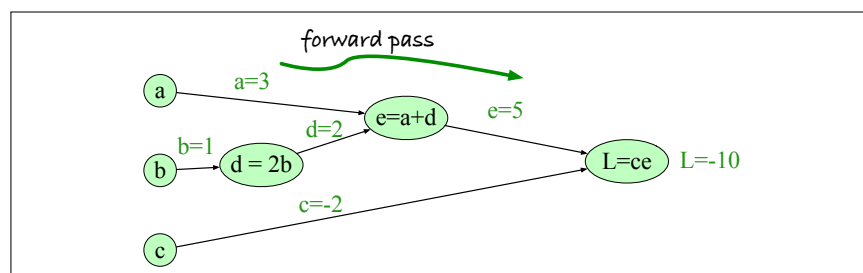 forward pass
a
a=3
e=a+d
e=5
b
b=1
d = 2b
d=2
L=ce
L=-10
c=-2
c